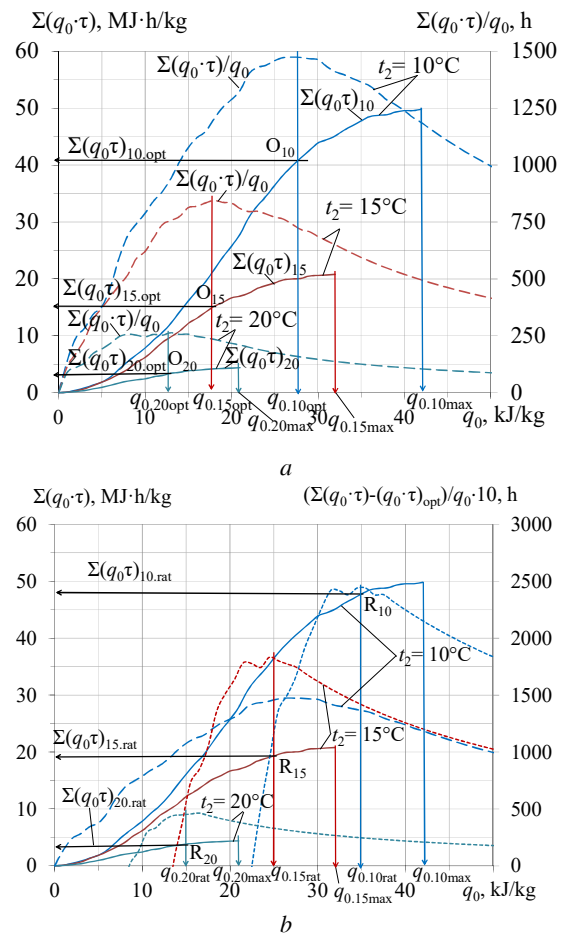 Σ(q₀·τ), MJ·h/kg Σ(q₀·τ)/q₀, h
60 1500
Σ(q₀·τ)/q₀ t₂= 10°C
50 1250
Σ(q₀τ)₁₀
Σ(q₀τ)₁₀.opt O₁₀
40 1000
Σ(q₀·τ)/q₀
t₂= 15°C
30 750
Σ(q₀τ)₁₅
20 500
Σ(q₀τ)₁₅.opt O₁₅
Σ(q₀·τ)/q₀ t₂= 20°C
10 250
Σ(q₀τ)₂₀.opt O₂₀ Σ(q₀τ)₂₀
0 0
0 10 20 30 40
q₀.₂₀opt q₀.₁₅opt q₀.₁₀opt q₀.₁₀max q₀, kJ/kg
q₀.₂₀max q₀.₁₅max
a
Σ(q₀·τ), MJ·h/kg (Σ(q₀·τ)-(q₀·τ)opt)/q₀·10, h
60 3000
Σ(q₀τ)₁₀.rat
50 2500
R₁₀
40 2000
t₂= 10°C
30 1500
Σ(q₀τ)₁₅.rat t₂= 15°C
20 1000
R₁₅
Σ(q₀τ)₂₀.rat t₂= 20°C
10 500
R₂₀
0 0
0 10 20 30 40
q₀.₂₀rat q₀.₂₀max q₀.₁₅rat q₀.₁₀rat q₀.₁₀max
q₀.₁₅max q₀, kJ/kg
b